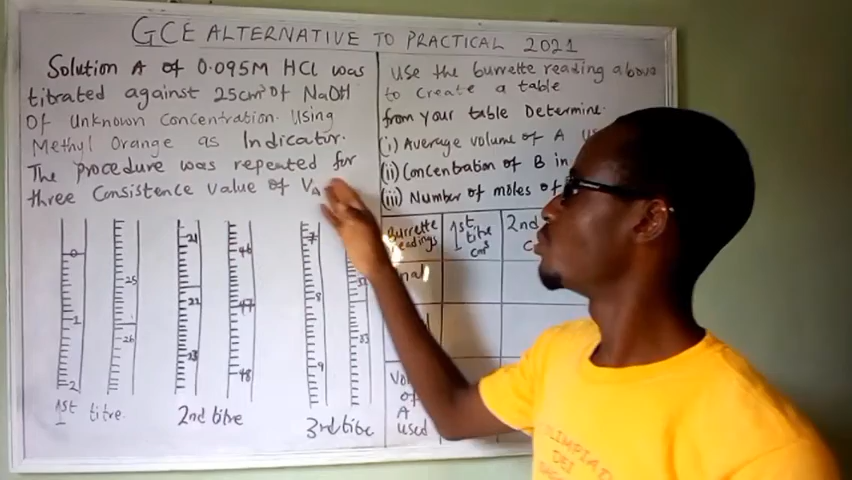 GCE ALTERNATIVE TO PRACTICAL 2021
Solution A of 0.095M HCl was
titrated against 25cm³ of NaOH
of unknown concentration. Using
Methyl Orange as Indicator.
The procedure was repeated for
three Consistence value of VA
Use the burrette reading above
to create a table
from your table Determine.
(i) Average volume of A
(ii) Concentration of B in
(iii) Number of moles of
0
1
2
25
26
1st titre
21
22
23
46
47
48
2nd titre
7
8
9
33
3rd titre
Burrette
Readings
1st
titre
cm³
2nd
Vo
of
A
used
OLIMPIAD
DEI